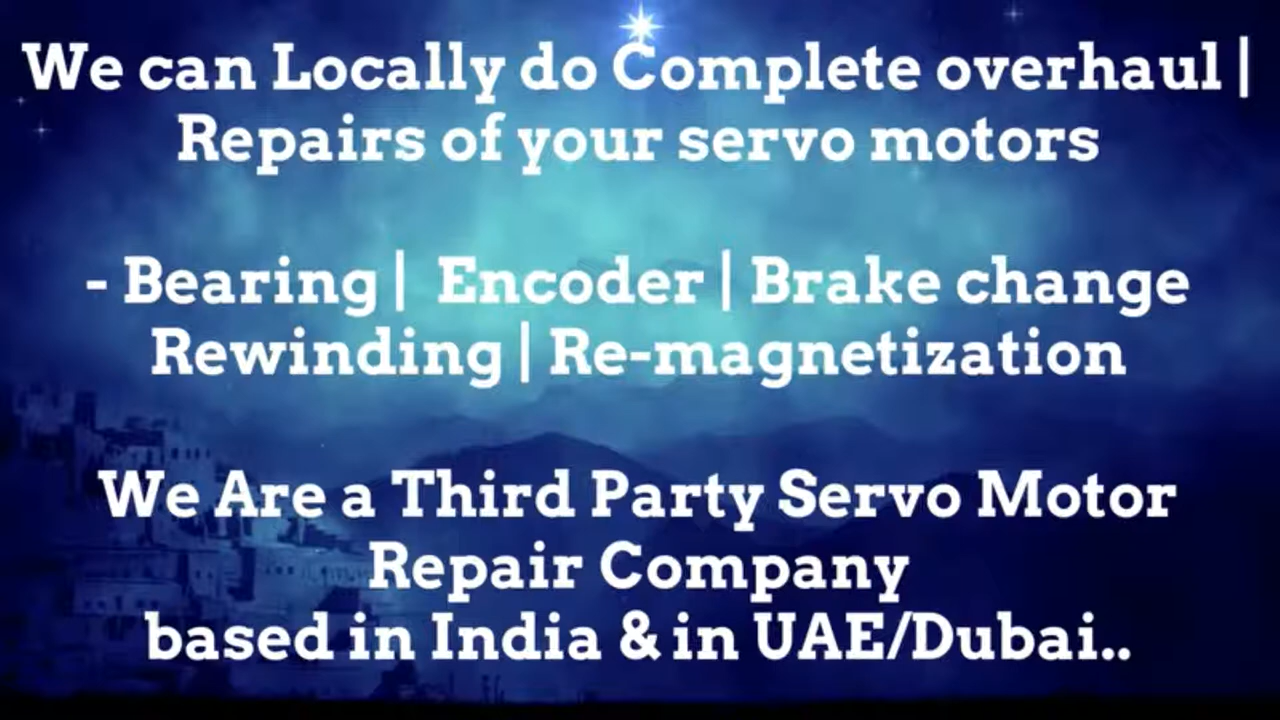 We can Locally do Complete overhaul |
Repairs of your servo motors
- Bearing | Encoder | Brake change
Rewinding | Re-magnetization
We Are a Third Party Servo Motor
Repair Company
based in India & in UAE/Dubai..